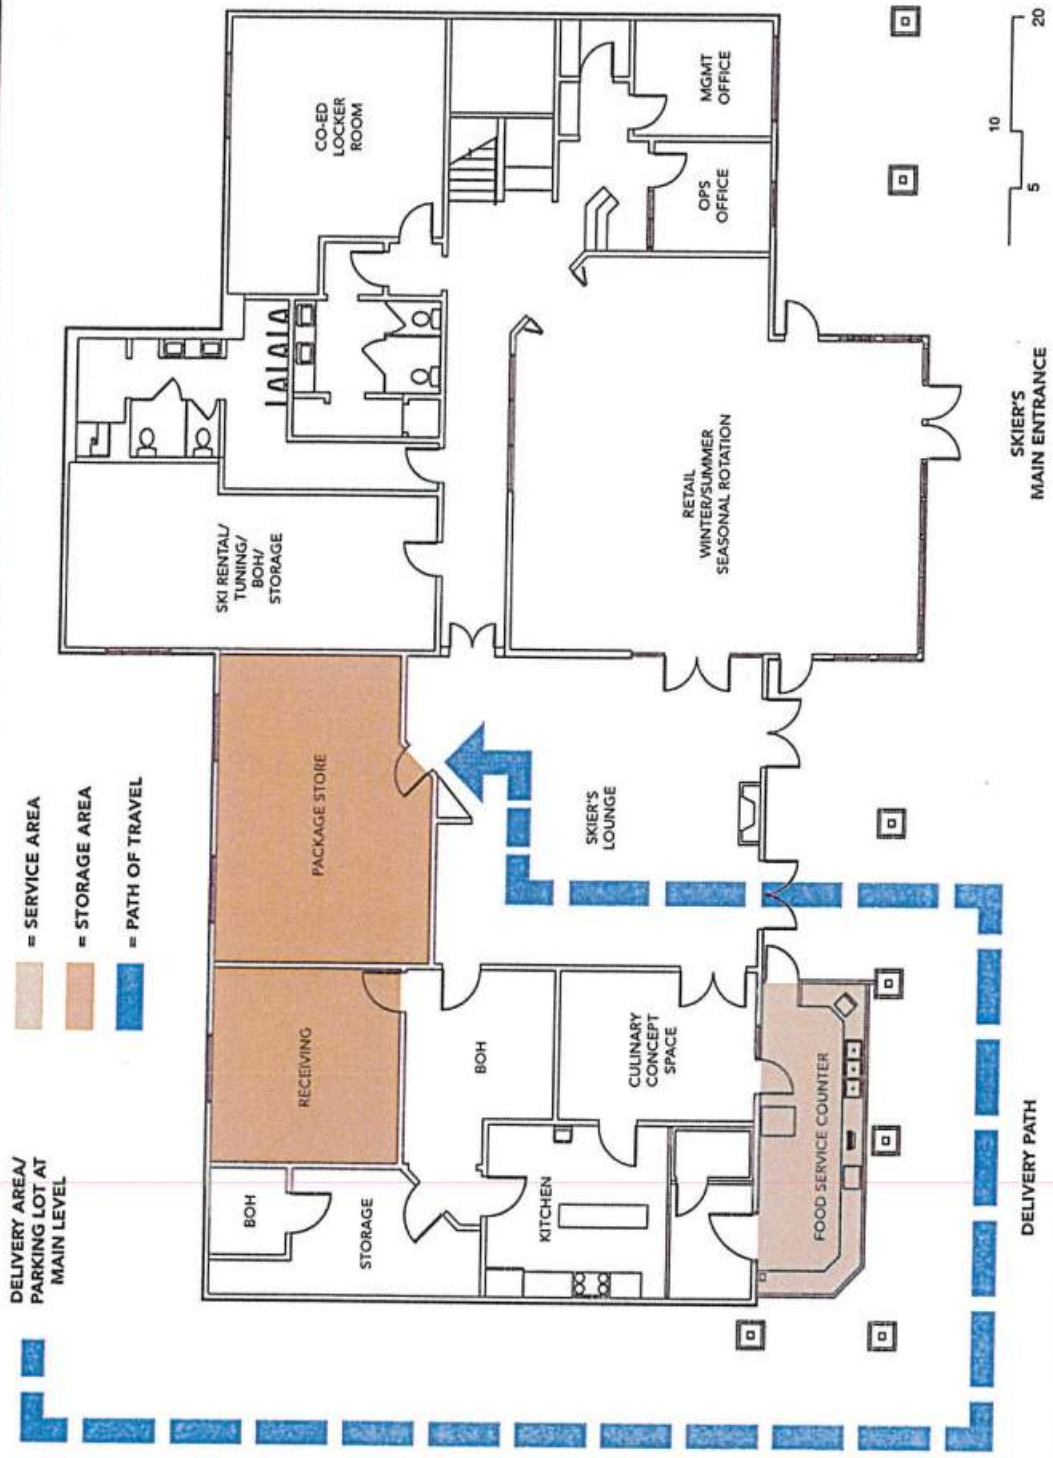 DELIVERY AREA/
PARKING LOT AT
MAIN LEVEL
= SERVICE AREA
= STORAGE AREA
= PATH OF TRAVEL
BOH
STORAGE
RECEIVING
PACKAGE STORE
SKI RENTAL/
TUNING/
BOH/
STORAGE
CO-ED
LOCKER
ROOM
KITCHEN
BOH
CULINARY
CONCEPT
SPACE
SKIER'S
LOUNGE
RETAIL
WINTER/SUMMER
SEASONAL ROTATION
OPS
OFFICE
MGMT
OFFICE
FOOD SERVICE COUNTER
DELIVERY PATH
SKIER'S
MAIN ENTRANCE
5
10
20